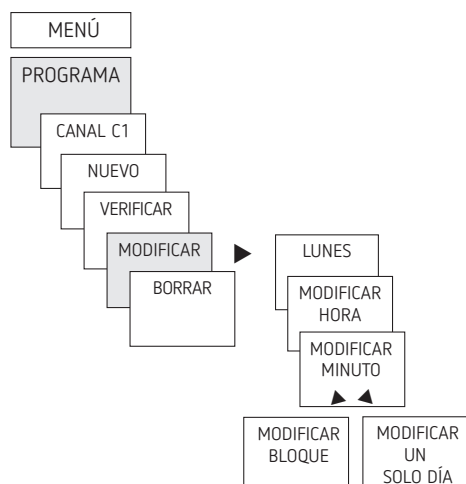 MENÚ
PROGRAMA
CANAL C1
NUEVO
VERIFICAR
MODIFICAR
BORRAR
LUNES
MODIFICAR
HORA
MODIFICAR
MINUTO
MODIFICAR
BLOQUE
MODIFICAR
UN
SOLO DÍA